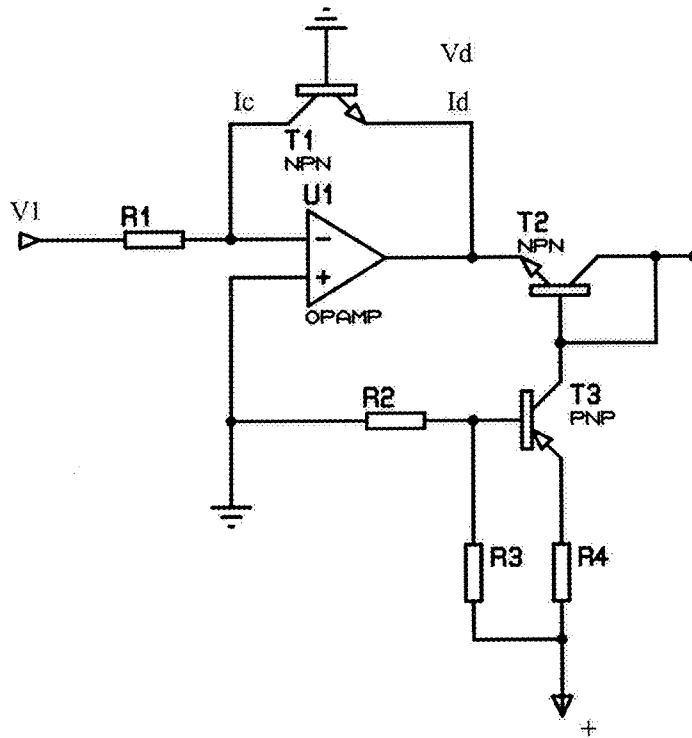 Vd
Ic
Id
T1
NPN
V1
R1
U1
T2
NPN
−
+
OPAMP
R2
T3
PNP
R3
R4
+